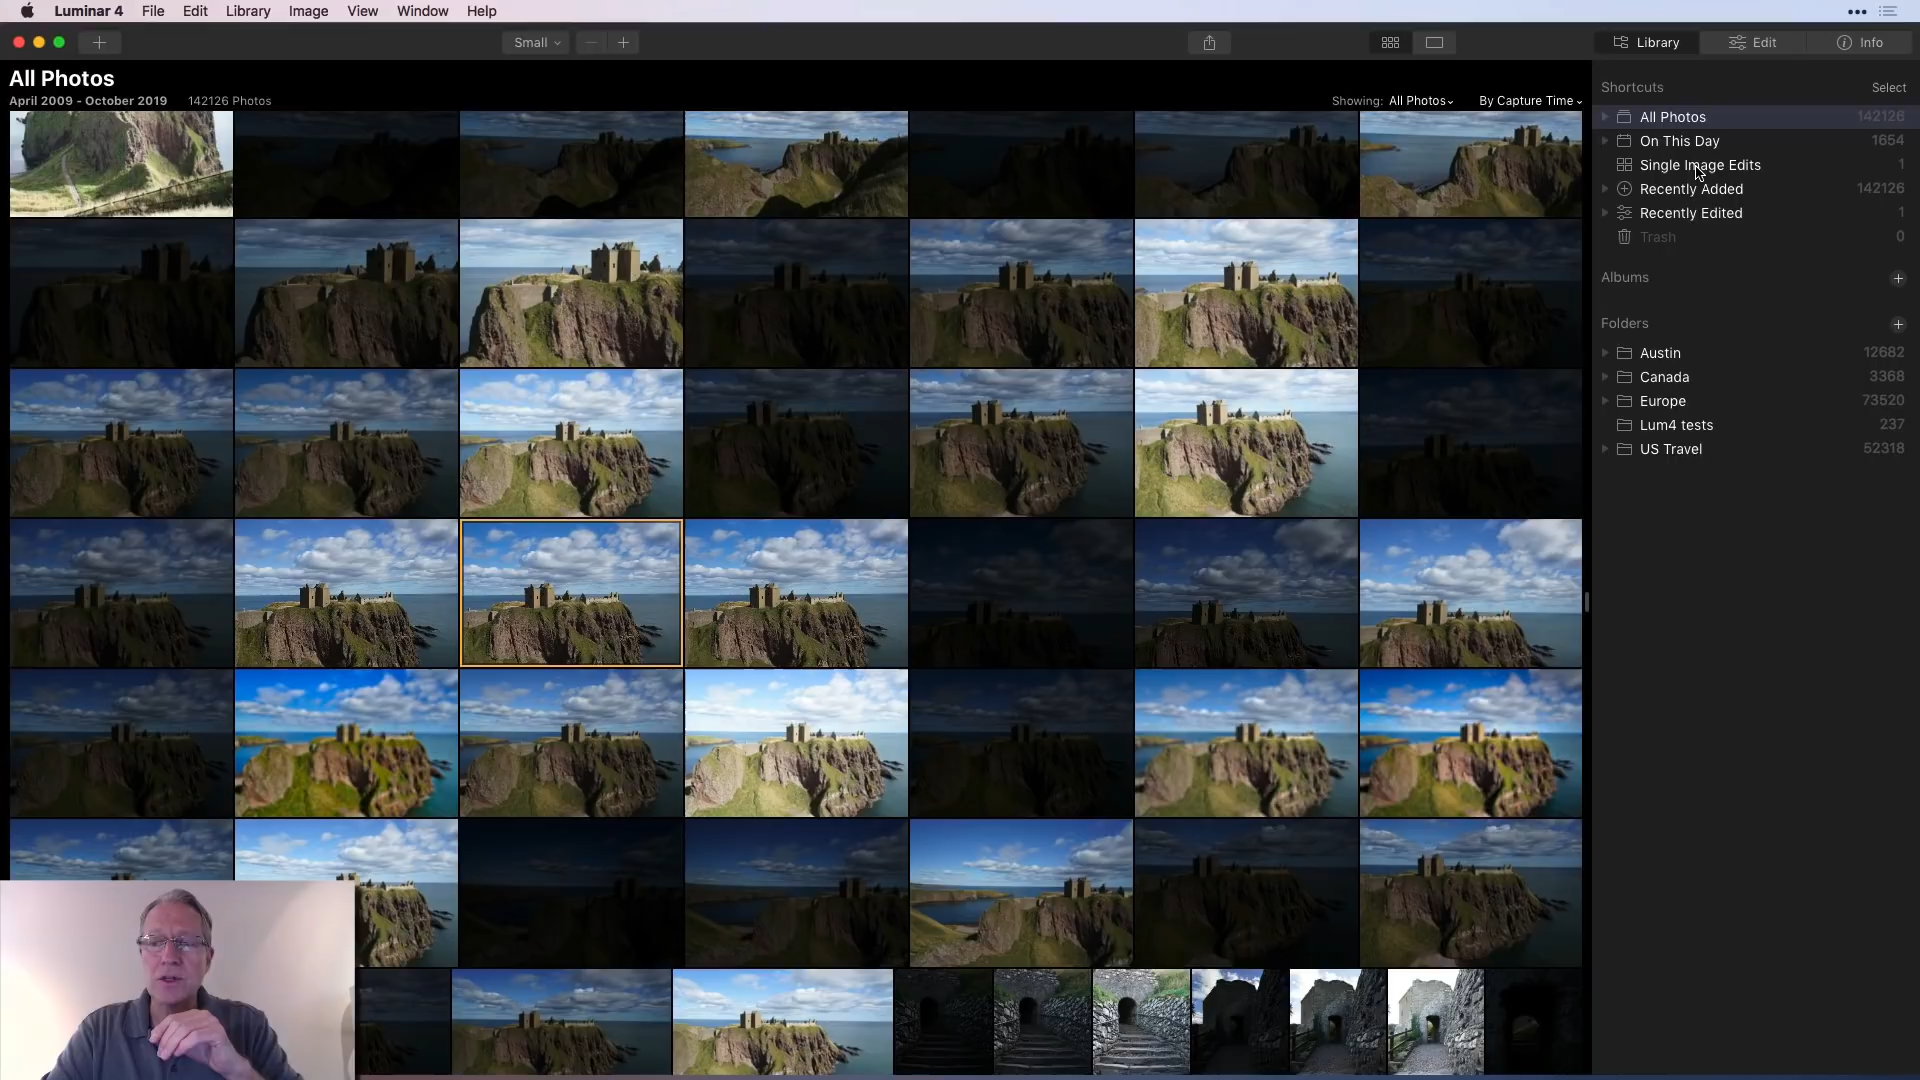 Luminar 4 File Edit Library Image View Window Help
Small
Library Edit Info
All Photos
April 2009 - October 2019 142126 Photos
Showing: All Photos By Capture Time
Shortcuts Select
All Photos 142126
On This Day 1654
Single Image Edits 1
Recently Added 142126
Recently Edited 1
Trash 0
Albums
Folders
Austin 12682
Canada 3368
Europe 73520
Lum4 tests 237
US Travel 52318